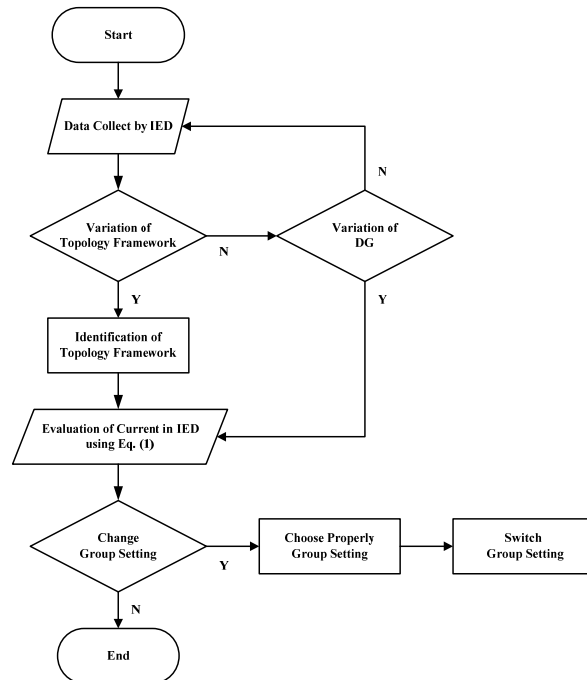 Start
Data Collect by IED
N
Variation of
Topology Framework
N
Variation of
DG
Y
Y
Identification of
Topology Framework
Evaluation of Current in IED
using Eq. (1)
Change
Group Setting
Y
Choose Properly
Group Setting
Switch
Group Setting
N
End